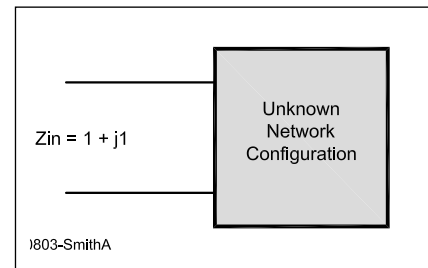 Unknown
Network
Configuration
Zin = 1 + j1
0803-SmithA